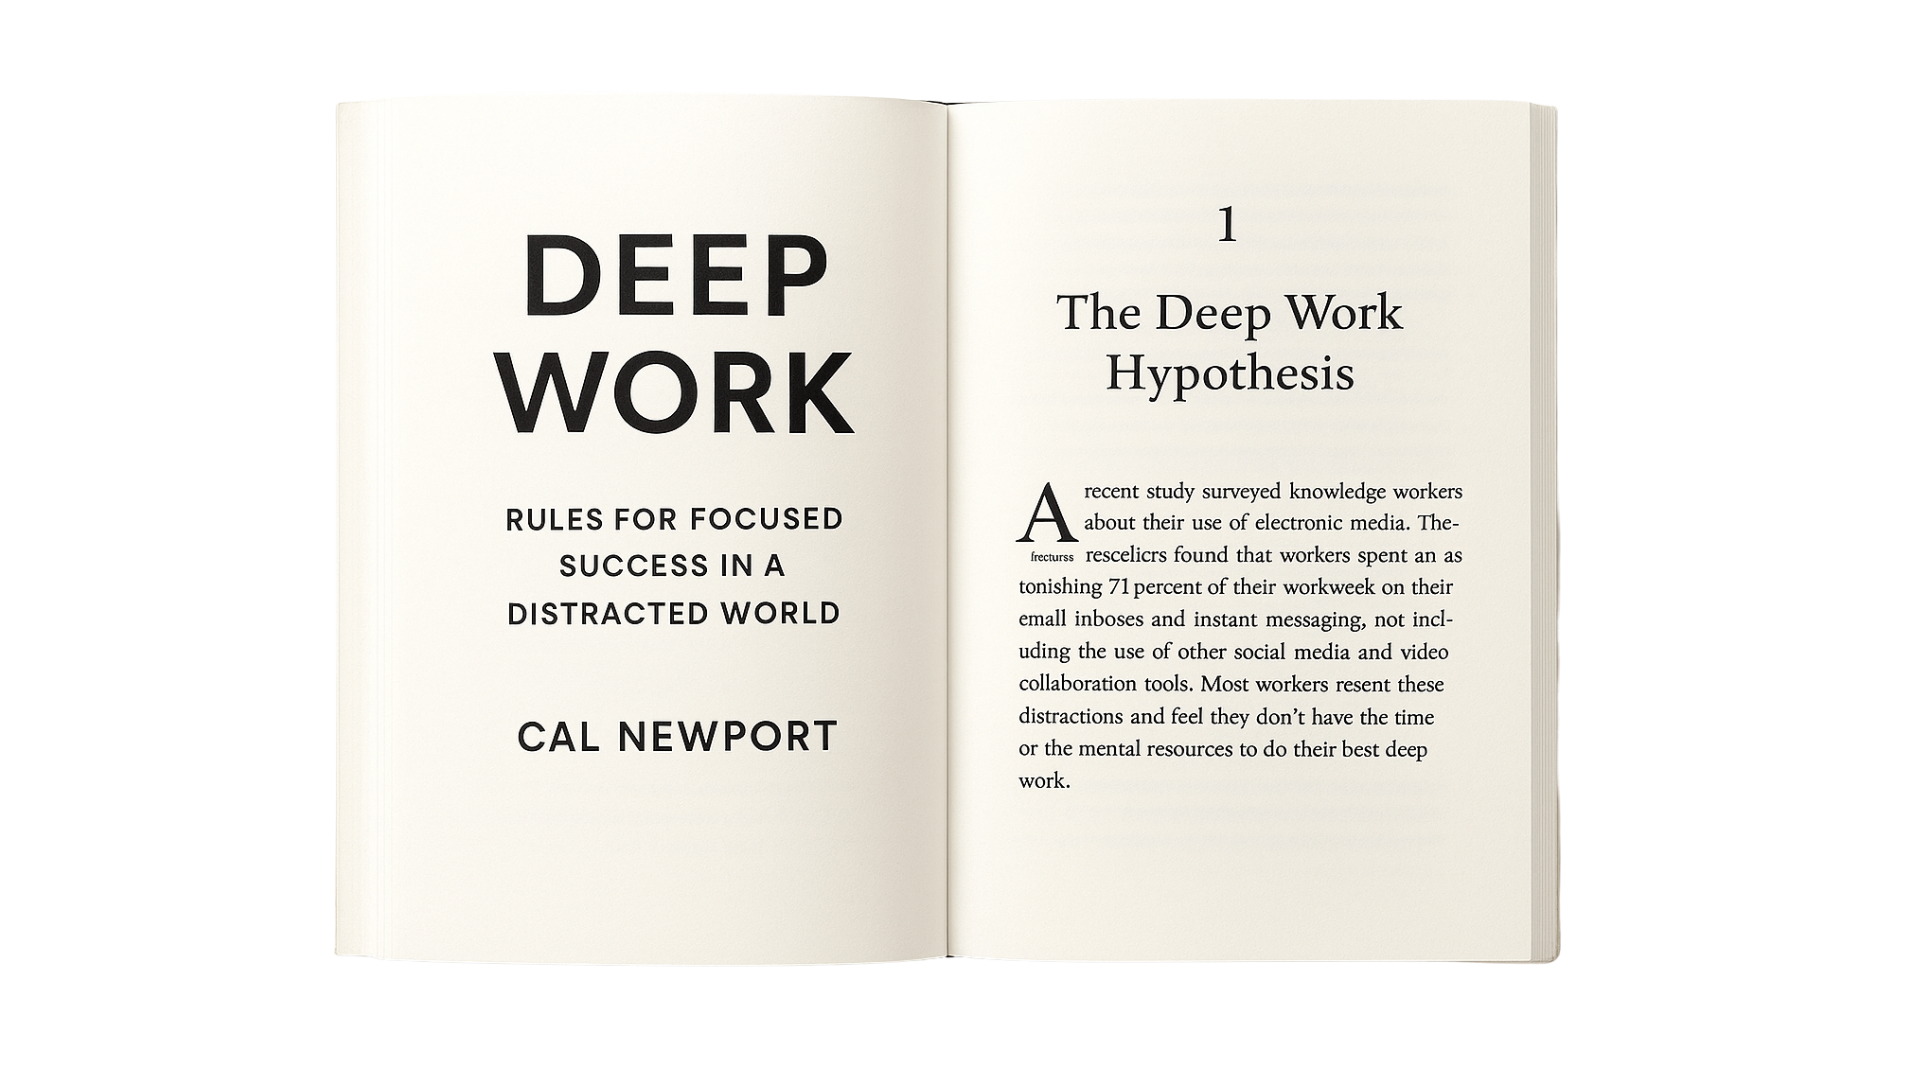 DEEP
WORK
RULES FOR FOCUSED
SUCCESS IN A
DISTRACTED WORLD
CAL NEWPORT
1
The Deep Work
Hypothesis
A recent study surveyed knowledge workers
about their use of electronic media. The-
frecturss rescelicrs found that workers spent an as
tonishing 71 percent of their workweek on their
emall inboses and instant messaging, not incl-
uding the use of other social media and video
collaboration tools. Most workers resent these
distractions and feel they don’t have the time
or the mental resources to do their best deep
work.